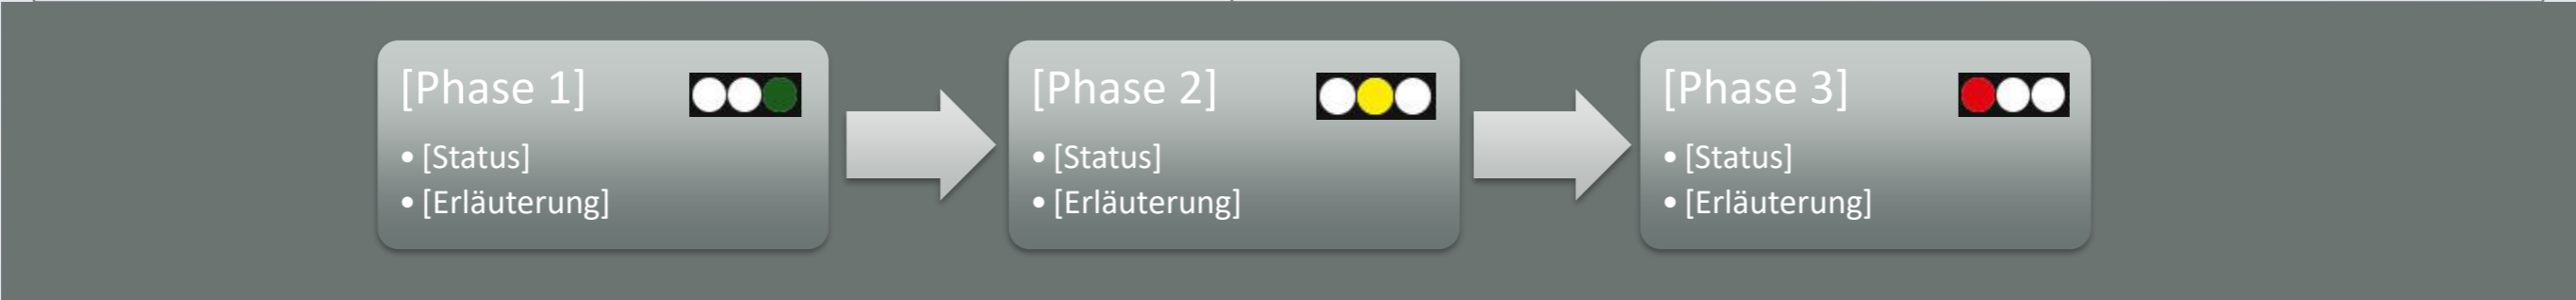 [Phase 1]
• [Status]
• [Erläuterung]
[Phase 2]
• [Status]
• [Erläuterung]
[Phase 3]
• [Status]
• [Erläuterung]